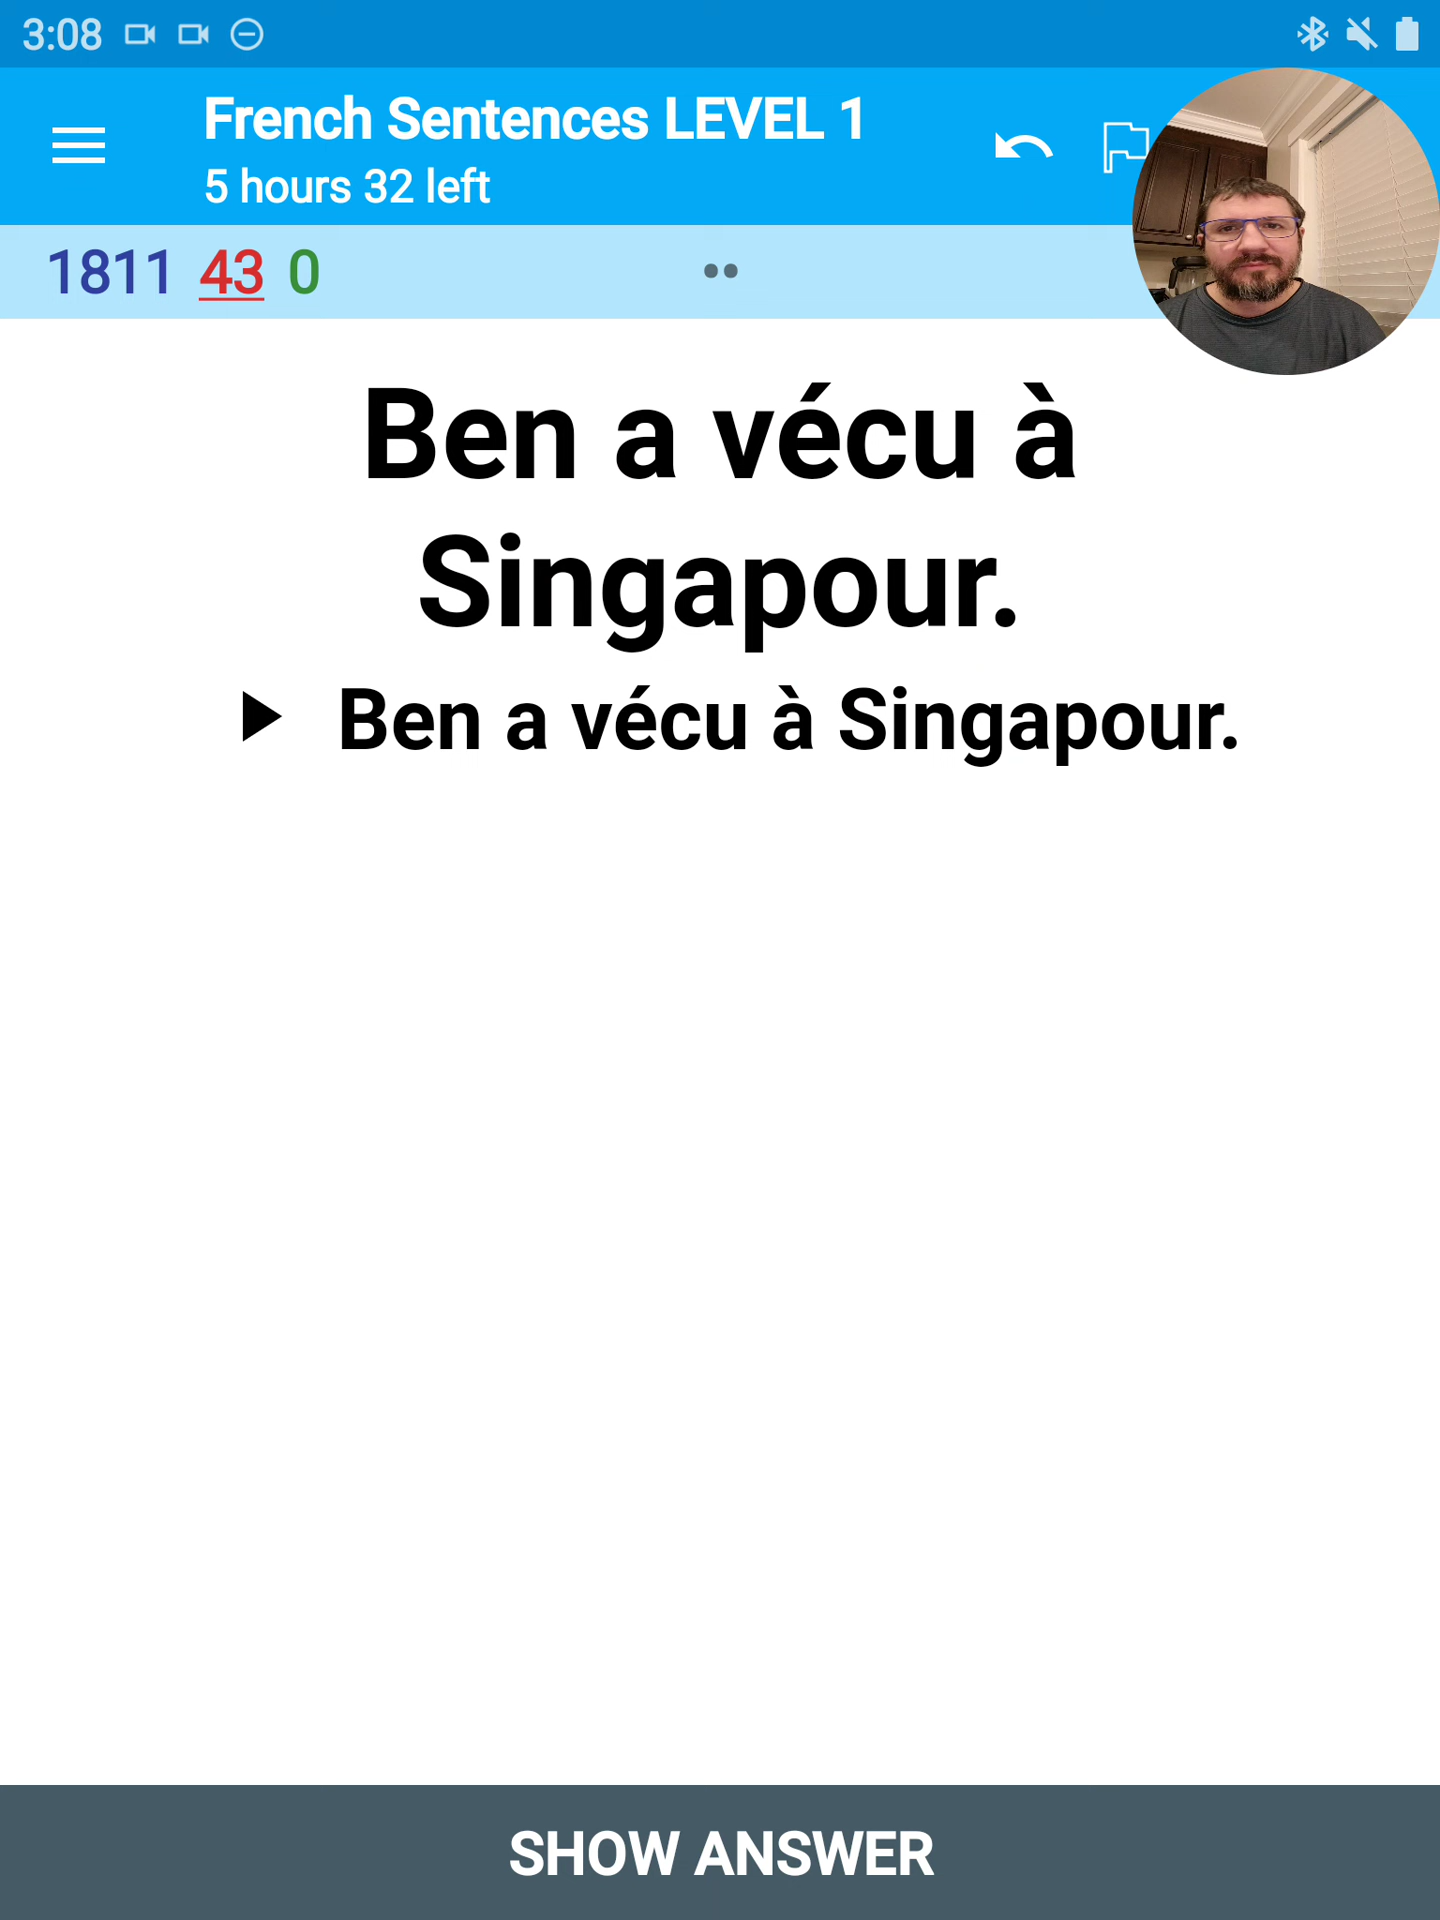 3:08
French Sentences LEVEL 1
5 hours 32 left
1811 43 0
Ben a vécu à
Singapour.
Ben a vécu à Singapour.
SHOW ANSWER